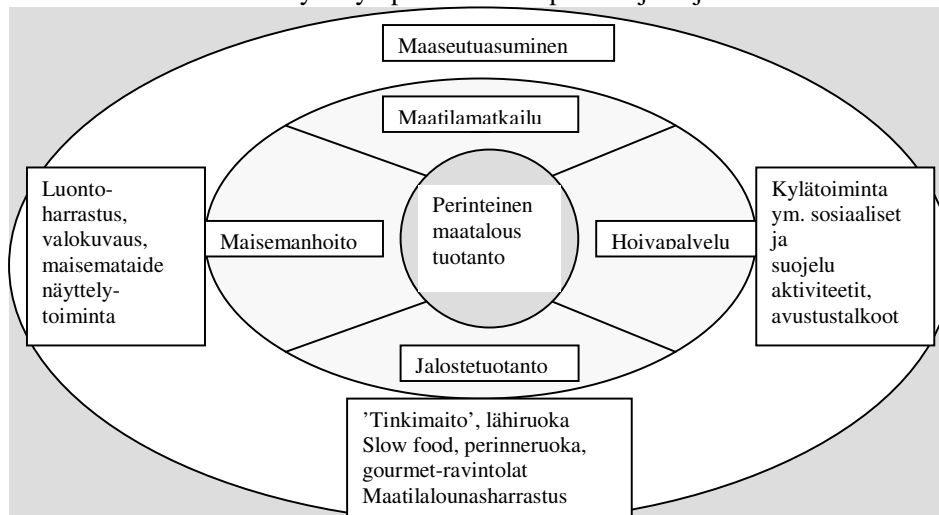 Maaseutuasuminen
Maatilamatkailu
Luonto-
harrastus,
valokuvaus,
maisemataide
näyttely-
toiminta
Maisemanhoito
Perinteinen
maatalous
tuotanto
Hoivapalvelu
Kylätoiminta
ym. sosiaaliset
ja
suojelu
aktiviteetit,
avustustalkoot
Jalostetuotanto
’Tinkimaito’, lähiruoka
Slow food, perinneruoka,
gourmet-ravintolat
Maatilalounasharrastus